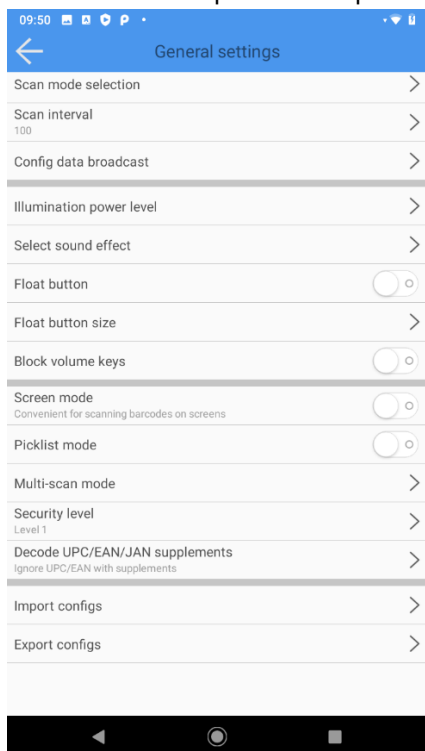 09:50
General settings
Scan mode selection
Scan interval
100
Config data broadcast
Illumination power level
Select sound effect
Float button
Float button size
Block volume keys
Screen mode
Convenient for scanning barcodes on screens
Picklist mode
Multi-scan mode
Security level
Level 1
Decode UPC/EAN/JAN supplements
Ignore UPC/EAN with supplements
Import configs
Export configs